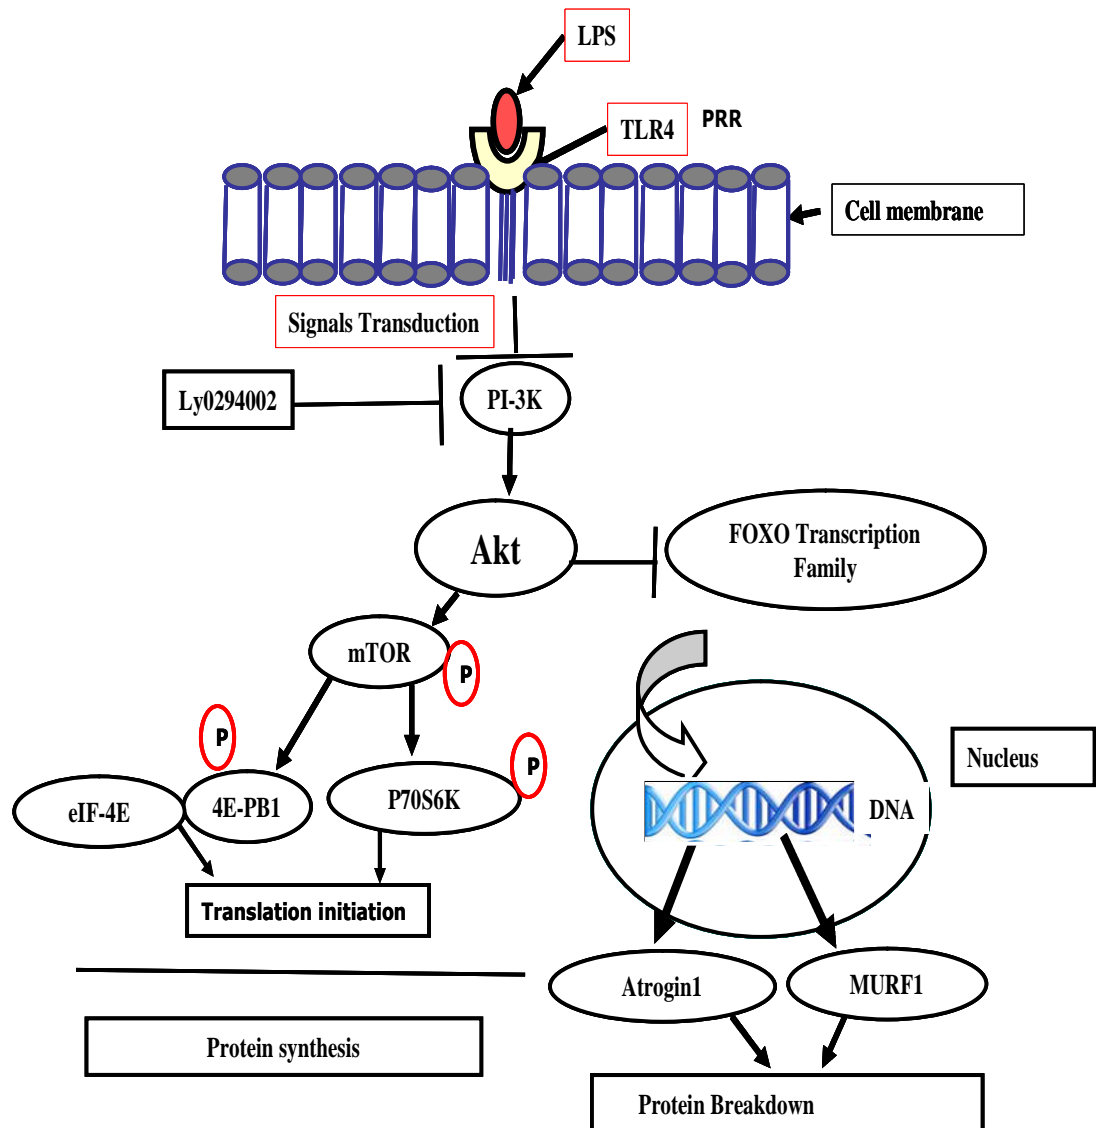 LPS
TLR4
PRR
Cell membrane
Signals Transduction
Ly0294002
PI-3K
Akt
FOXO Transcription
Family
mTOR
P
P
P
eIF-4E
4E-PB1
P70S6K
Nucleus
DNA
Translation initiation
Atrogin1
MURF1
Protein synthesis
Protein Breakdown